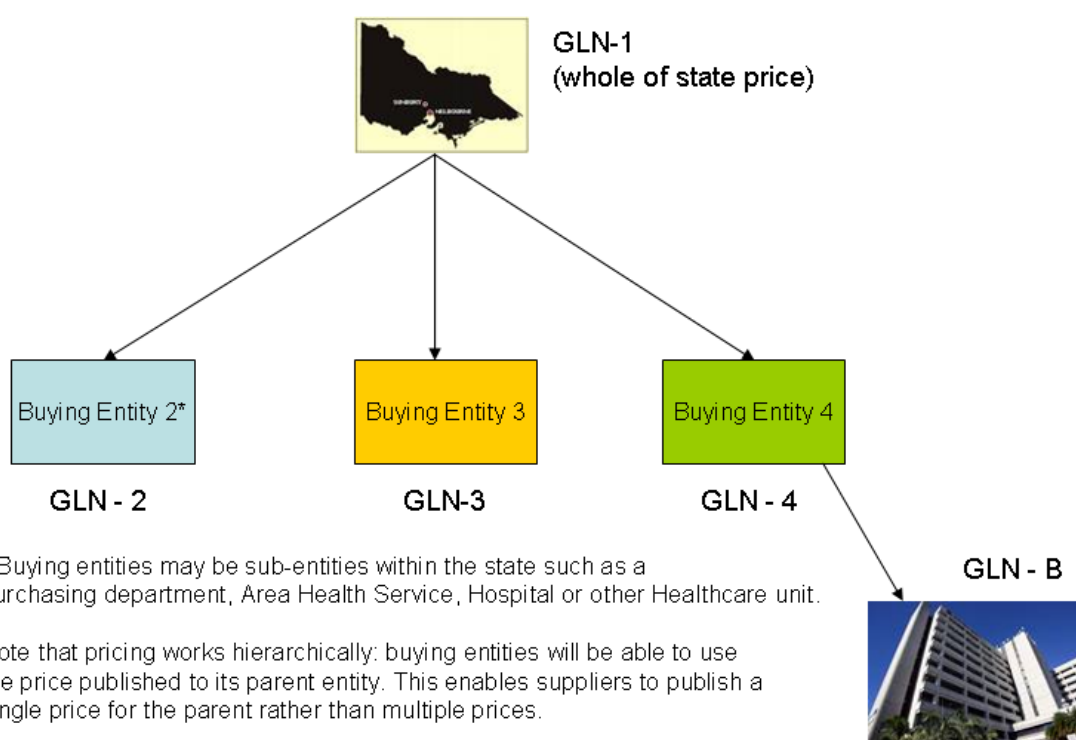 GLN-1
(whole of state price)
SUNBURY
MELBOURNE
Buying Entity 2*
Buying Entity 3
Buying Entity 4
GLN - 2
GLN-3
GLN - 4
GLN - B
Buying entities may be sub-entities within the state such as a
urchasing department, Area Health Service, Hospital or other Healthcare unit.
ote that pricing works hierarchically: buying entities will be able to use
e price published to its parent entity. This enables suppliers to publish a
ngle price for the parent rather than multiple prices.